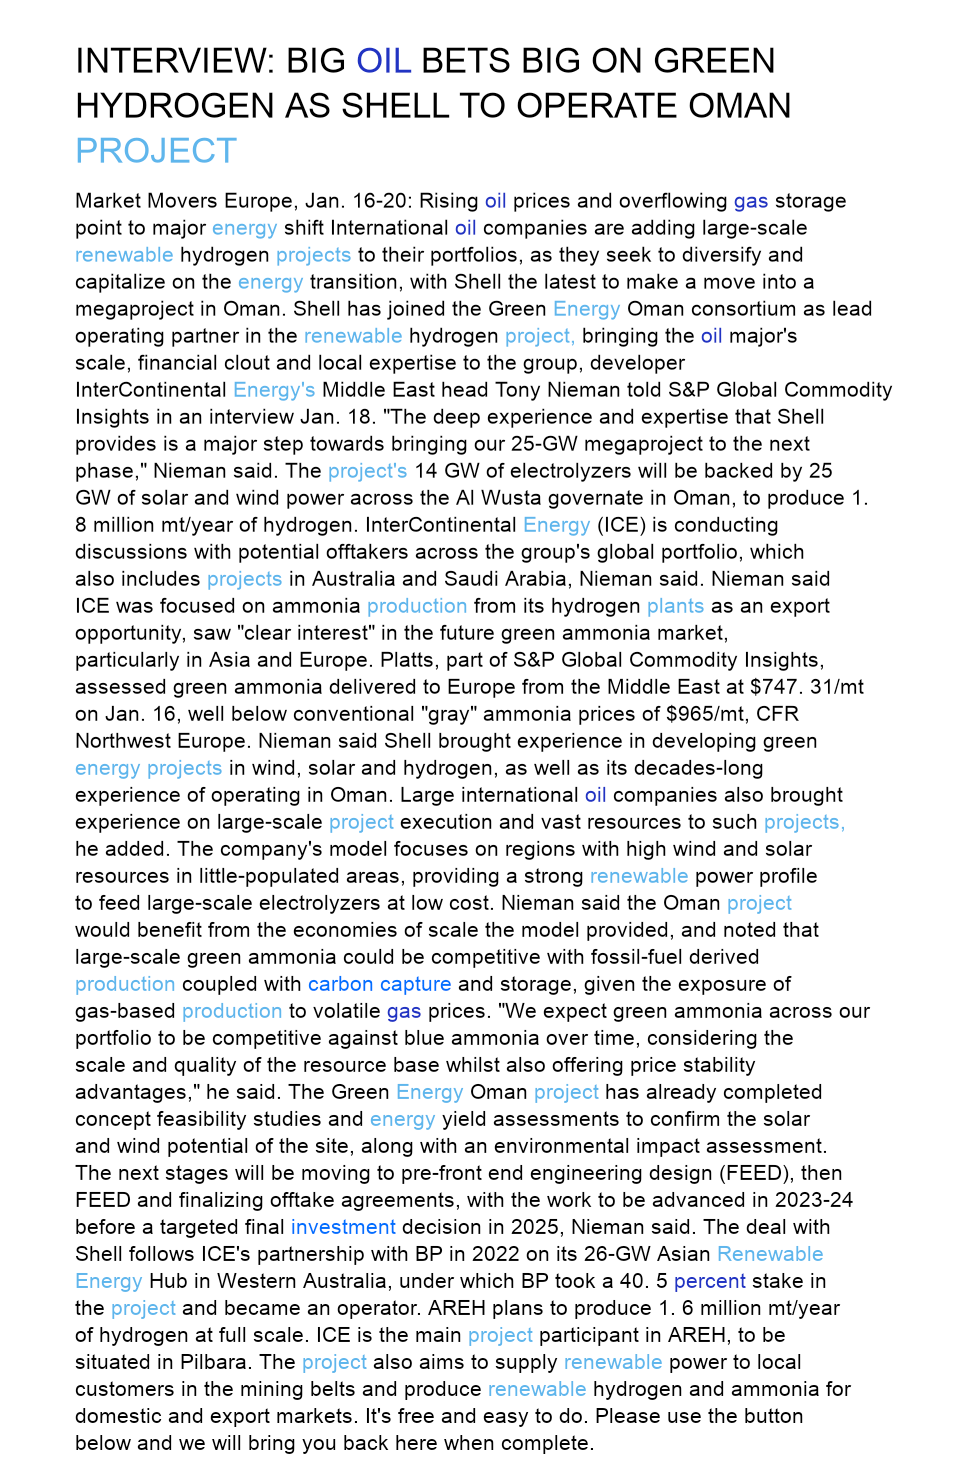 INTERVIEW: BIG OIL BETS BIG ON GREEN
HYDROGEN AS SHELL TO OPERATE OMAN
PROJECT
Market Movers Europe, Jan. 16-20: Rising oil prices and overflowing gas storage
point to major energy shift International oil companies are adding large-scale
renewable hydrogen projects to their portfolios, as they seek to diversify and
capitalize on the energy transition, with Shell the latest to make a move into a
megaproject in Oman. Shell has joined the Green Energy Oman consortium as lead
operating partner in the renewable hydrogen project, bringing the oil major's
scale, financial clout and local expertise to the group, developer
InterContinental Energy's Middle East head Tony Nieman told S&P Global Commodity
Insights in an interview Jan. 18. "The deep experience and expertise that Shell
provides is a major step towards bringing our 25-GW megaproject to the next
phase," Nieman said. The project's 14 GW of electrolyzers will be backed by 25
GW of solar and wind power across the Al Wusta governate in Oman, to produce 1.
8 million mt/year of hydrogen. InterContinental Energy (ICE) is conducting
discussions with potential offtakers across the group's global portfolio, which
also includes projects in Australia and Saudi Arabia, Nieman said. Nieman said
ICE was focused on ammonia production from its hydrogen plants as an export
opportunity, saw "clear interest" in the future green ammonia market,
particularly in Asia and Europe. Platts, part of S&P Global Commodity Insights,
assessed green ammonia delivered to Europe from the Middle East at $747. 31/mt
on Jan. 16, well below conventional "gray" ammonia prices of $965/mt, CFR
Northwest Europe. Nieman said Shell brought experience in developing green
energy projects in wind, solar and hydrogen, as well as its decades-long
experience of operating in Oman. Large international oil companies also brought
experience on large-scale project execution and vast resources to such projects,
he added. The company's model focuses on regions with high wind and solar
resources in little-populated areas, providing a strong renewable power profile
to feed large-scale electrolyzers at low cost. Nieman said the Oman project
would benefit from the economies of scale the model provided, and noted that
large-scale green ammonia could be competitive with fossil-fuel derived
production coupled with carbon capture and storage, given the exposure of
gas-based production to volatile gas prices. "We expect green ammonia across our
portfolio to be competitive against blue ammonia over time, considering the
scale and quality of the resource base whilst also offering price stability
advantages," he said. The Green Energy Oman project has already completed
concept feasibility studies and energy yield assessments to confirm the solar
and wind potential of the site, along with an environmental impact assessment.
The next stages will be moving to pre-front end engineering design (FEED), then
FEED and finalizing offtake agreements, with the work to be advanced in 2023-24
before a targeted final investment decision in 2025, Nieman said. The deal with
Shell follows ICE's partnership with BP in 2022 on its 26-GW Asian Renewable
Energy Hub in Western Australia, under which BP took a 40. 5 percent stake in
the project and became an operator. AREH plans to produce 1. 6 million mt/year
of hydrogen at full scale. ICE is the main project participant in AREH, to be
situated in Pilbara. The project also aims to supply renewable power to local
customers in the mining belts and produce renewable hydrogen and ammonia for
domestic and export markets. It's free and easy to do. Please use the button
below and we will bring you back here when complete.